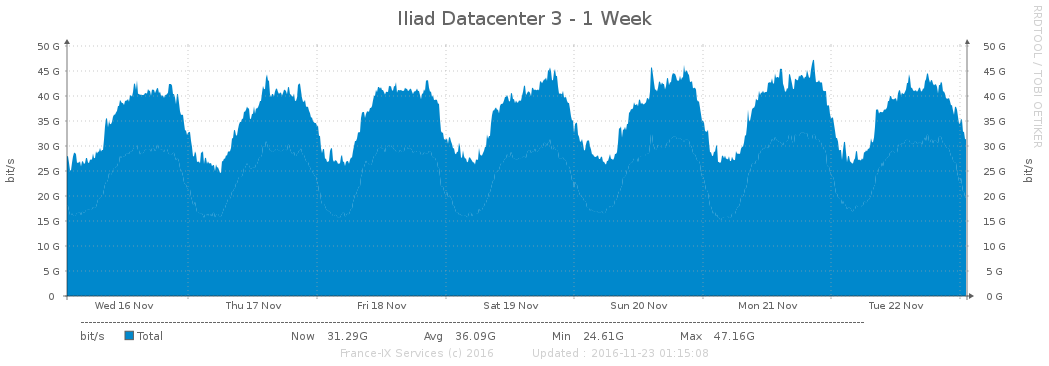 Iliad Datacenter 3 - 1 Week
RRDTOOL / TOBI OETIKER
bit/s
bit/s
50 G 50 G
45 G 45 G
40 G 40 G
35 G 35 G
30 G 30 G
25 G 25 G
20 G 20 G
15 G 15 G
10 G 10 G
5 G 5 G
0 0 G
Wed 16 Nov Thu 17 Nov Fri 18 Nov Sat 19 Nov Sun 20 Nov Mon 21 Nov Tue 22 Nov
bit/s Total Now 31.29G Avg 36.09G Min 24.61G Max 47.16G
France-IX Services (c) 2016 Updated : 2016-11-23 01:15:08